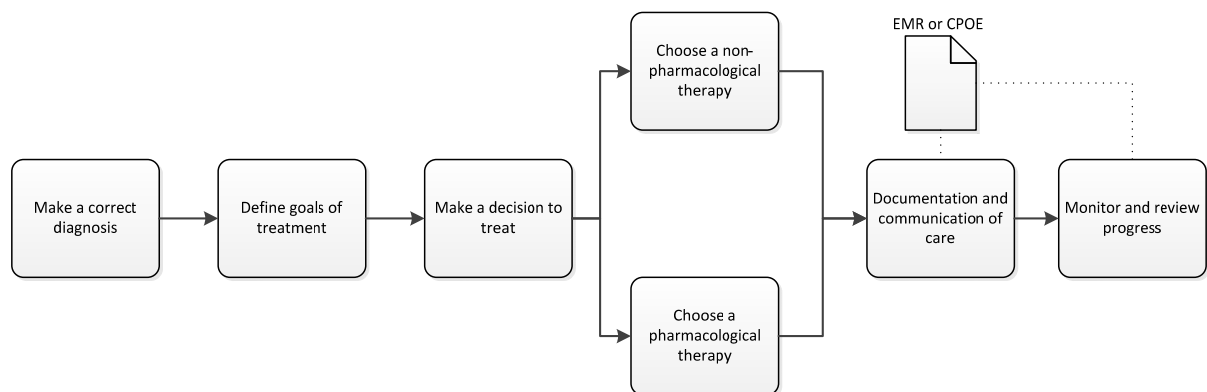 Make a correct
diagnosis
Define goals of
treatment
Make a decision to
treat
Choose a non-
pharmacological
therapy
Choose a
pharmacological
therapy
EMR or CPOE
Documentation and
communication of
care
Monitor and review
progress